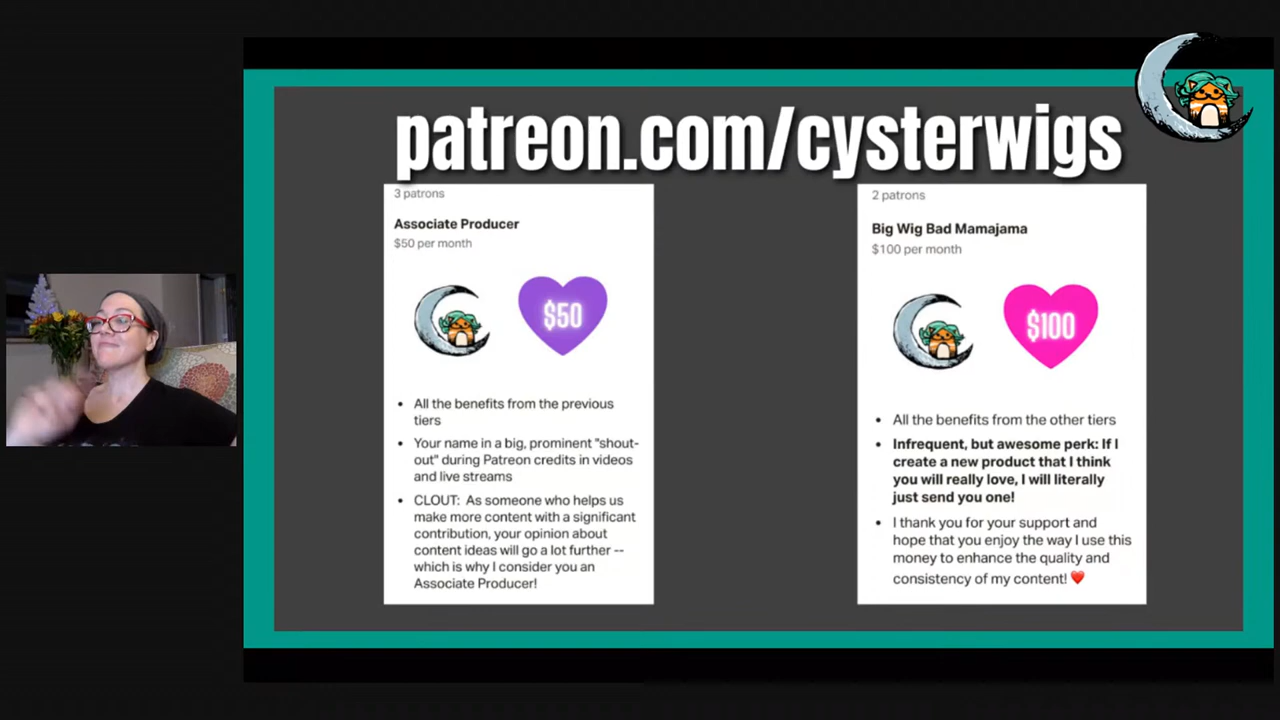 patreon.com/cysterwigs
3 patrons
Associate Producer
$50 per month
$50
• All the benefits from the previous
tiers
• Your name in a big, prominent "shout-
out" during Patreon credits in videos
and live streams
• CLOUT: As someone who helps us
make more content with a significant
contribution, your opinion about
content ideas will go a lot further --
which is why I consider you an
Associate Producer!
2 patrons
Big Wig Bad Mamajama
$100 per month
$100
• All the benefits from the other tiers
• Infrequent, but awesome perk: If I
create a new product that I think
you will really love, I will literally
just send you one!
• I thank you for your support and
hope that you enjoy the way I use this
money to enhance the quality and
consistency of my content! ❤️